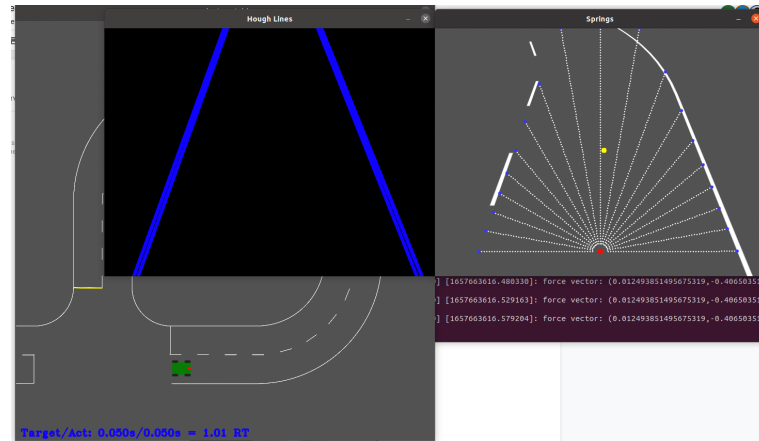 Hough Lines
Springs
] [1657663616.480330]: force vector: (0.012493851495675319,-0.40650351
] [1657663616.529163]: force vector: (0.012493851495675319,-0.40650351
] [1657663616.579204]: force vector: (0.012493851495675319,-0.40650351
Target/Act: 0.050s/0.050s = 1.01 RT